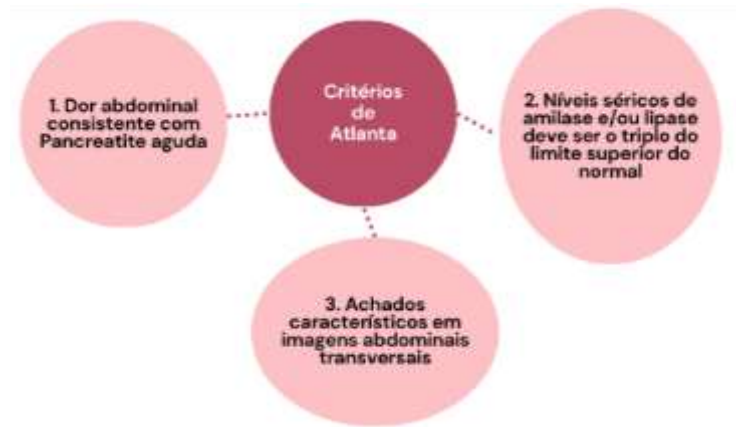 Critérios
de
Atlanta
1. Dor abdominal
consistente com
Pancreatite aguda
2. Níveis séricos de
amilase e/ou lipase
deve ser o triplo do
limite superior do
normal
3. Achados
característicos em
imagens abdominais
transversais